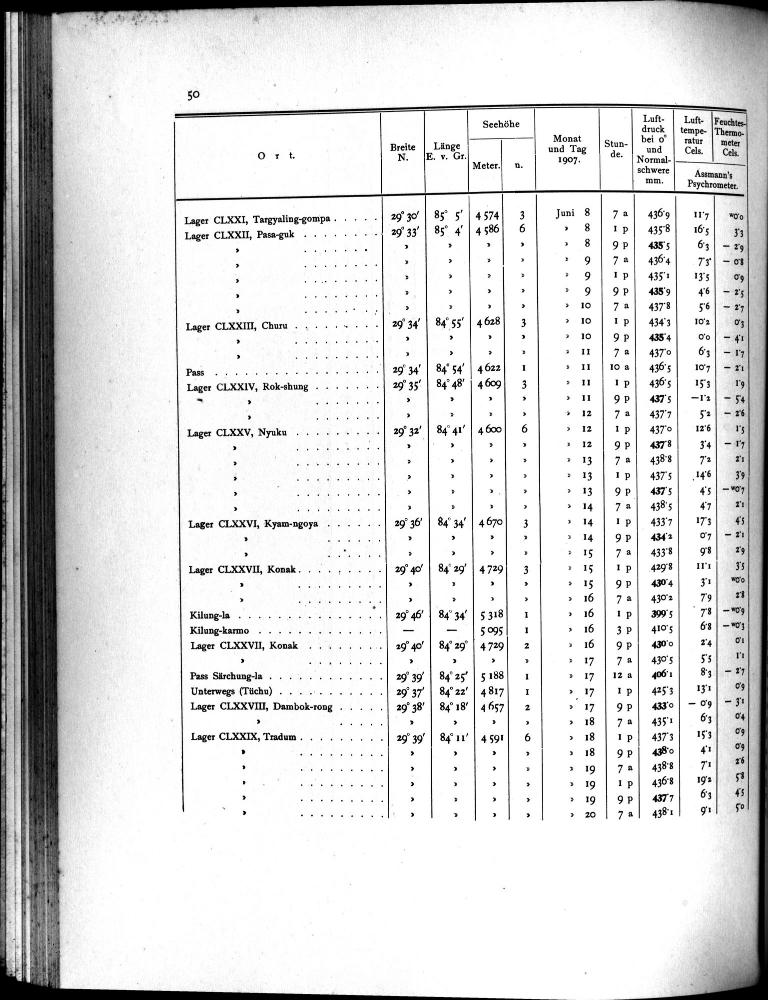 50
Ort. Breite N. Länge E. v. Gr. Seehöhe Meter. n. Monat und Tag 1907. Stunde. Luftdruck bei 0° und Normalschwere mm. Lufttemperatur Cels. Feuchtes-Thermometer Cels. Assmann's Psychrometer.
Lager CLXXI, Targyaling-gompa . . . . . 29° 30′ 85° 5′ 4 574 3 Juni 8 7 a 436·9 11·7 w0·0
Lager CLXXII, Pasa-guk . . . . . . . . 29° 33′ 85° 4′ 4 586 6 › 8 1 p 435·8 16·5 3·3
› . . . . . . . › › › › › 8 9 p 435·5 6·3 — 2·9
› . . . . . . . . › › › › › 9 7 a 436·4 7·3 — 0·8
› . . . . . . . . › › › › › 9 1 p 435·1 13·5 0·9
› . . . . . . . . › › › › › 9 9 p 435·9 4·6 — 2·5
› . . . . . . . . › › › › › 10 7 a 437·8 5·6 — 2·7
Lager CLXXIII, Churu . . . . . . . . . 29° 34′ 84° 55′ 4 628 3 › 10 1 p 434·3 10·2 0·3
› . . . . . . . . › › › › › 10 9 p 435·4 0·0 — 4·1
› . . . . . . . . › › › › › 11 7 a 437·0 6·3 — 1·7
Pass . . . . . . . . . . . . . . . . . 29° 34′ 84° 54′ 4 622 1 › 11 10 a 436·5 10·7 — 2·1
Lager CLXXIV, Rok-shung . . . . . . . 29° 35′ 84° 48′ 4 609 3 › 11 1 p 436·5 15·3 1·9
› . . . . . . . › › › › › 11 9 p 437·5 —1·2 — 5·4
› . . . . . . . › › › › › 12 7 a 437·7 5·2 — 2·6
Lager CLXXV, Nyuku . . . . . . . . . 29° 32′ 84° 41′ 4 600 6 › 12 1 p 437·0 12·6 1·5
› . . . . . . . . . › › › › › 12 9 p 437·8 3·4 — 1·7
› . . . . . . . . . › › › › › 13 7 a 438·8 7·2 2·1
› . . . . . . . . . › › › › › 13 1 p 437·5 14·6 3·9
› . . . . . . . . . › › › › › 13 9 p 437·5 4·5 —w0·7
› . . . . . . . . . › › › › › 14 7 a 438·5 4·7 2·1
Lager CLXXVI, Kyam-ngoya . . . . . . 29° 36′ 84° 34′ 4 670 3 › 14 1 p 433·7 17·3 4·5
› . . . . . . › › › › › 14 9 p 434·2 0·7 — 2·1
› . . . . . . › › › › › 15 7 a 433·8 9·8 2·9
Lager CLXXVII, Konak . . . . . . . . . 29° 40′ 84° 29′ 4 729 3 › 15 1 p 429·8 11·1 3·5
› . . . . . . . . › › › › › 15 9 p 430·4 3·1 w0·0
› . . . . . . . . › › › › › 16 7 a 430·2 7·9 2·8
Kilung-la . . . . . . . . . . . . . . . 29° 46′ 84° 34′ 5 318 1 › 16 1 p 399·5 7·8 —w0·9
Kilung-karmo . . . . . . . . . . . . . — — 5 095 1 › 16 3 p 410·5 6·8 —w0·3
Lager CLXXVII, Konak . . . . . . . . 29° 40′ 84° 29′ 4 729 2 › 16 9 p 430·0 2·4 0·1
› . . . . . . . . › › › › › 17 7 a 430·5 5·5 1·1
Pass Särchung-la . . . . . . . . . . . . 29° 39′ 84° 25′ 5 188 1 › 17 12 a 406·1 8·3 — 2·7
Unterwegs (Tüchu) . . . . . . . . . . . 29° 37′ 84° 22′ 4 817 1 › 17 1 p 425·3 13·1 0·9
Lager CLXXVIII, Dambok-rong . . . . . 29° 38′ 84° 18′ 4 657 2 › 17 9 p 433·0 — 0·9 — 3·1
› . . . . . › › › › › 18 7 a 435·1 6·3 0·4
Lager CLXXIX, Tradum . . . . . . . . . 29° 39′ 84° 11′ 4 591 6 › 18 1 p 437·3 15·3 0·9
› . . . . . . . . . › › › › › 18 9 p 438·0 4·1 0·9
› . . . . . . . . . › › › › › 19 7 a 438·8 7·1 2·6
› . . . . . . . . . › › › › › 19 1 p 436·8 19·2 5·8
› . . . . . . . . . › › › › › 19 9 p 437·7 6·3 4·5
› . . . . . . . . . › › › › › 20 7 a 438·1 9·1 5·0